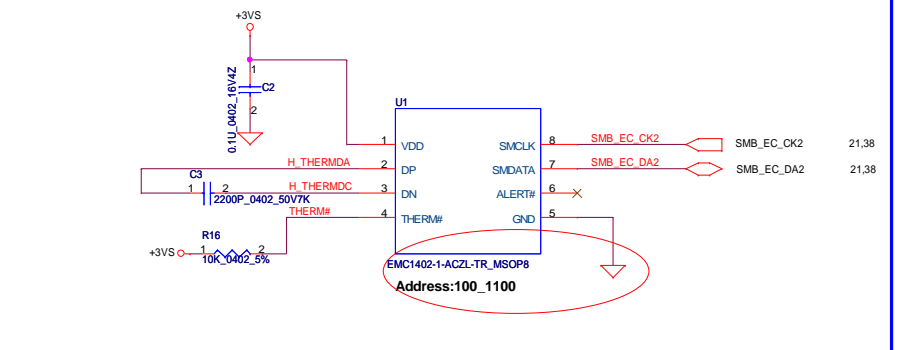 +3VS
1
C2
2
0.1U_0402_16V4Z
U1
1 VDD SMCLK 8 SMB_EC_CK2 SMB_EC_CK2 21,38
H_THERMDA 2 DP SMDATA 7 SMB_EC_DA2 SMB_EC_DA2 21,38
C3
1 2 H_THERMDC 3 DN ALERT# 6
2200P_0402_50V7K
THERM# 4 THERM# GND 5
R16
+3VS 1 2
10K_0402_5%
EMC1402-1-ACZL-TR_MSOP8
Address:100_1100